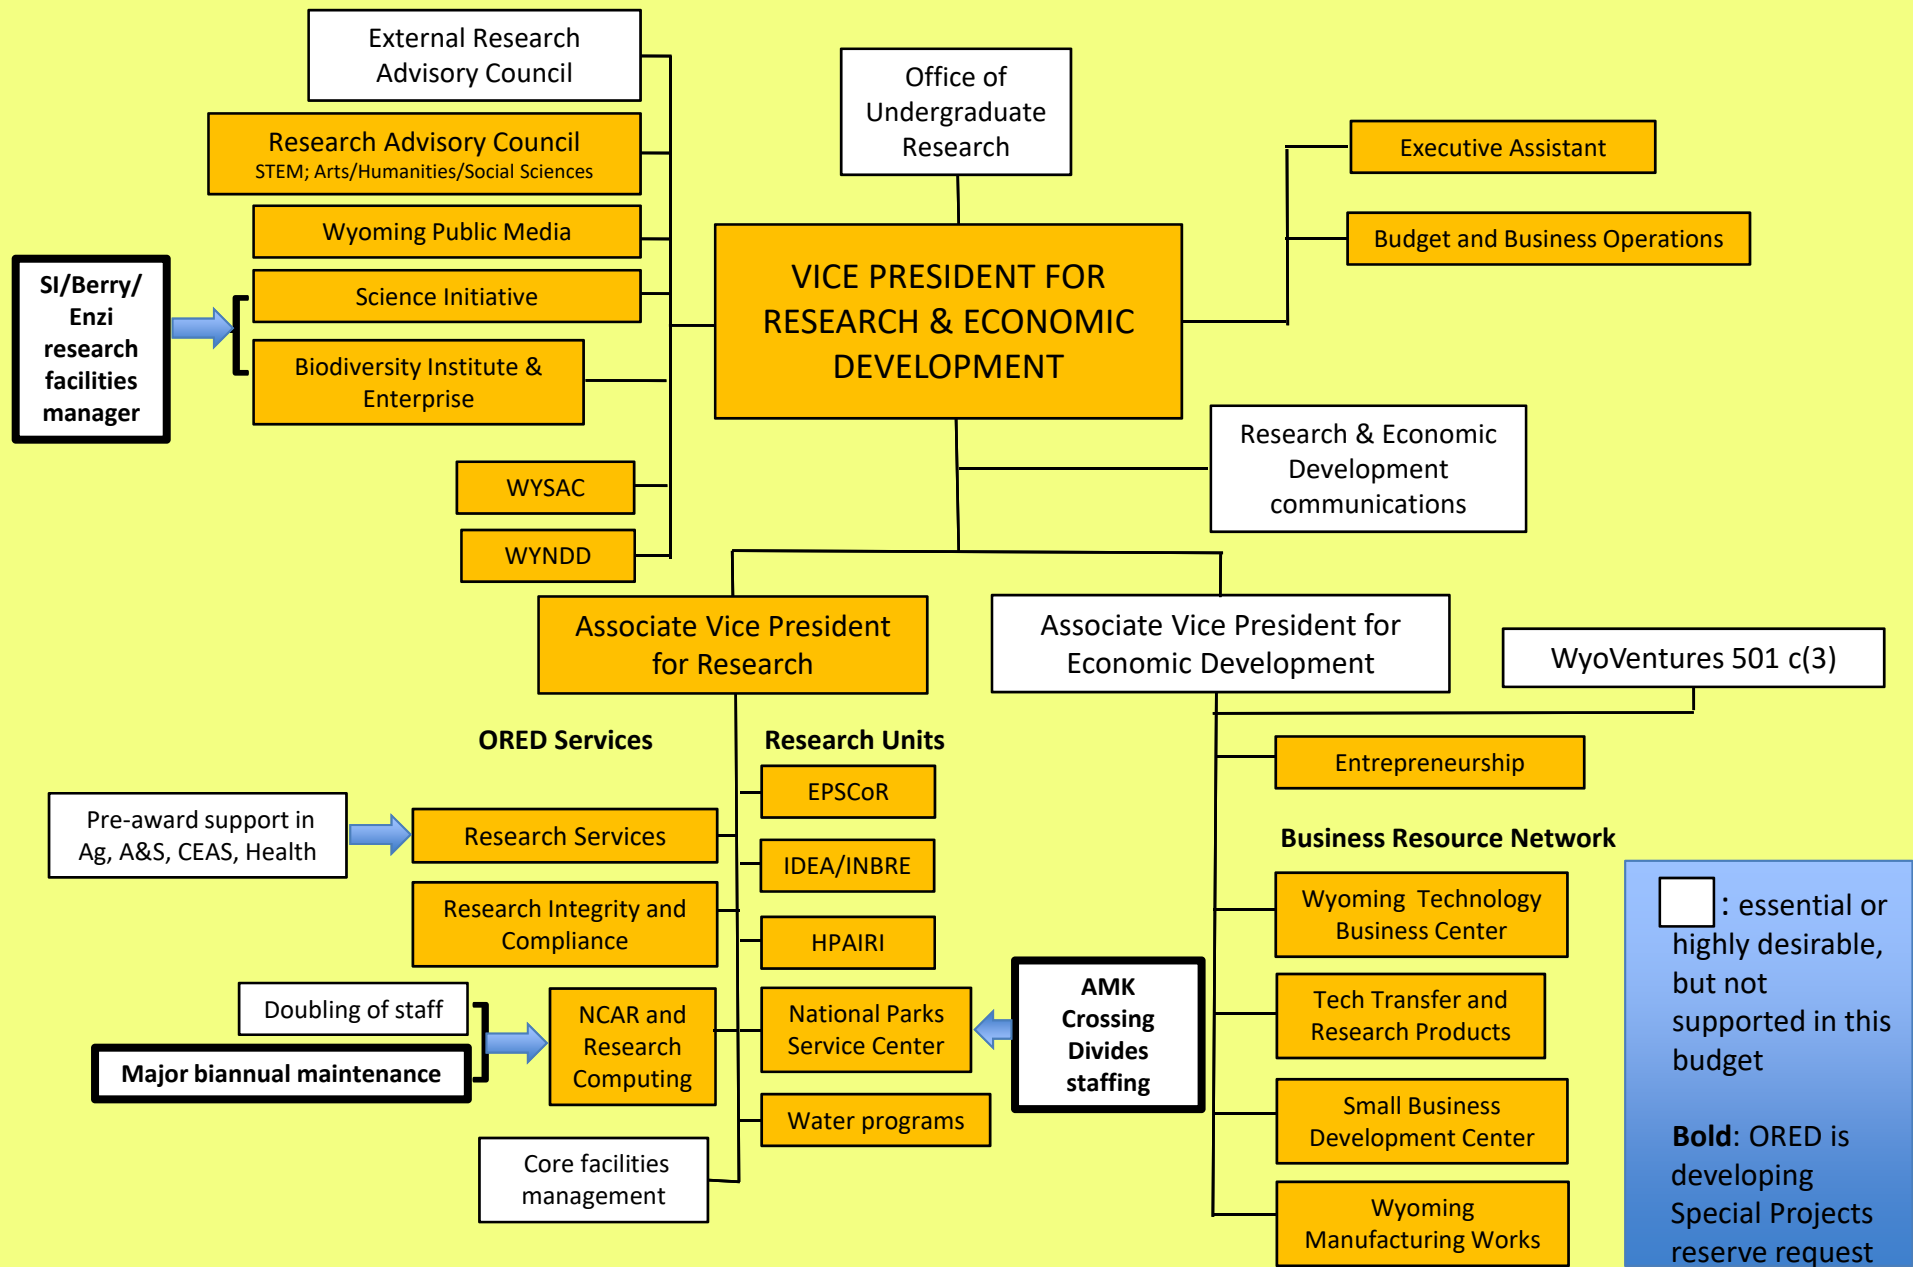 External Research
Advisory Council
Research Advisory Council
STEM; Arts/Humanities/Social Sciences
Wyoming Public Media
Science Initiative
Biodiversity Institute &
Enterprise
SI/Berry/
Enzi
research
facilities
manager
WYSAC
WYNDD
Office of
Undergraduate
Research
VICE PRESIDENT FOR
RESEARCH & ECONOMIC
DEVELOPMENT
Executive Assistant
Budget and Business Operations
Research & Economic
Development
communications
Associate Vice President
for Research
Associate Vice President for
Economic Development
WyoVentures 501 c(3)
ORED Services
Research Units
Pre-award support in
Ag, A&S, CEAS, Health
Research Services
Research Integrity and
Compliance
Doubling of staff
Major biannual maintenance
NCAR and
Research
Computing
Core facilities
management
EPSCoR
IDEA/INBRE
HPAIRI
National Parks
Service Center
Water programs
AMK
Crossing
Divides
staffing
Entrepreneurship
Business Resource Network
Wyoming Technology
Business Center
Tech Transfer and
Research Products
Small Business
Development Center
Wyoming
Manufacturing Works
: essential or
highly desirable,
but not
supported in this
budget
Bold: ORED is
developing
Special Projects
reserve request